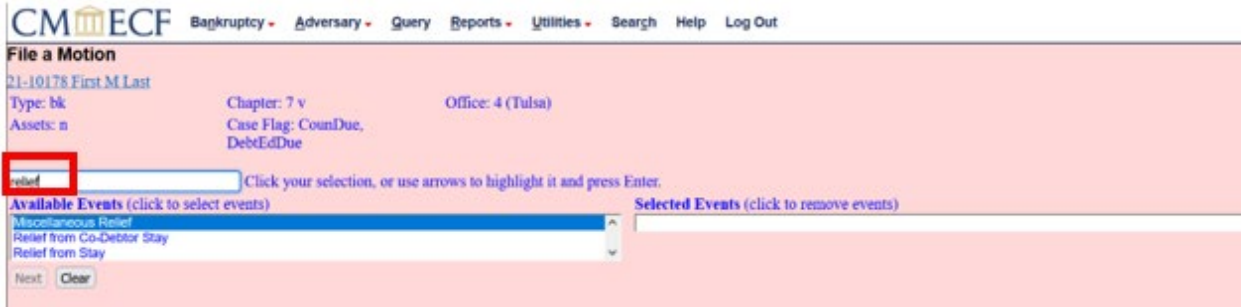 CM ECF Bankruptcy Adversary Query Reports Utilities Search Help Log Out
File a Motion
21-10178 First M Last
Type: bk Chapter: 7 v Office: 4 (Tulsa)
Assets: n Case Flag: CounDue,
DebtEdDue
relief Click your selection, or use arrows to highlight it and press Enter.
Available Events (click to select events) Selected Events (click to remove events)
Miscellaneous Relief
Relief from Co-Debtor Stay
Relief from Stay
Next Clear